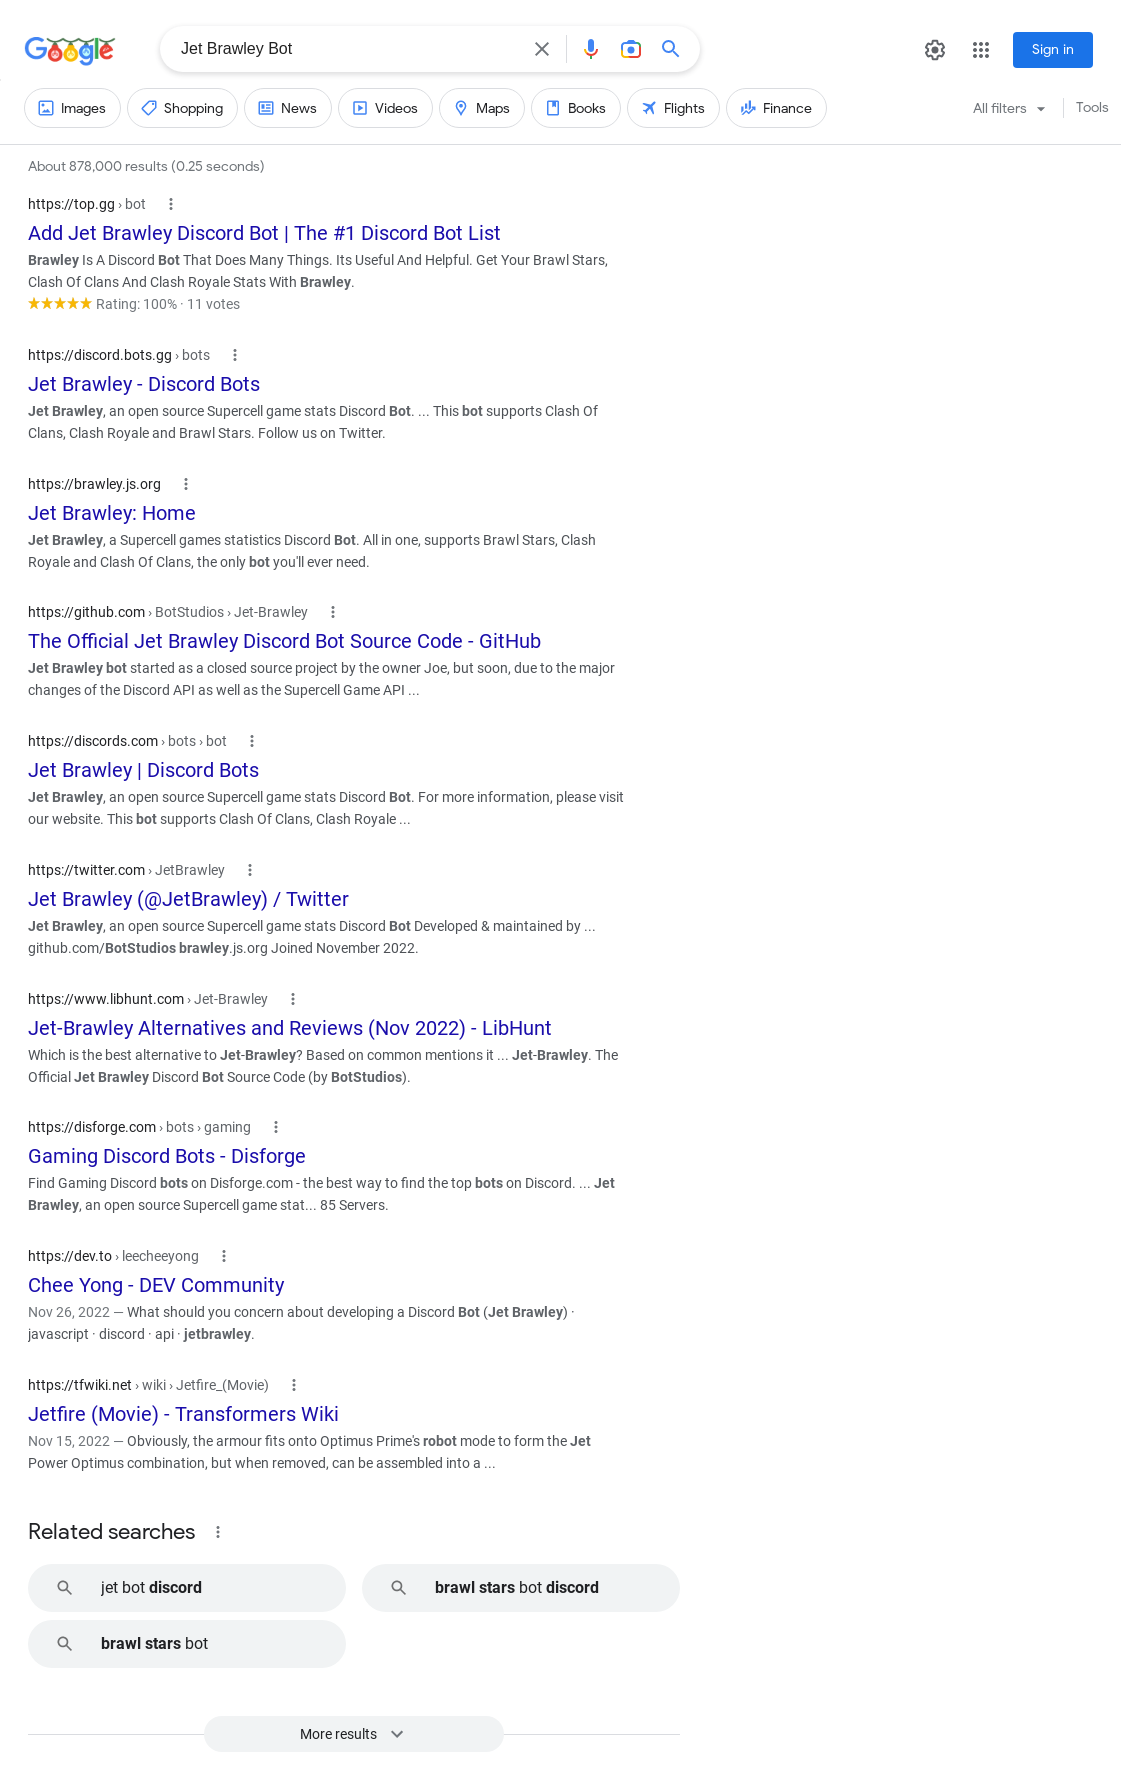 Google
Jet Brawley Bot
Sign in
Images
Shopping
News
Videos
Maps
Books
Flights
Finance
All filters
Tools
About 878,000 results (0.25 seconds)
https://top.gg › bot
Add Jet Brawley Discord Bot | The #1 Discord Bot List
Brawley Is A Discord Bot That Does Many Things. Its Useful And Helpful. Get Your Brawl Stars,
Clash Of Clans And Clash Royale Stats With Brawley.
Rating: 100% · 11 votes
https://discord.bots.gg › bots
Jet Brawley - Discord Bots
Jet Brawley, an open source Supercell game stats Discord Bot. ... This bot supports Clash Of
Clans, Clash Royale and Brawl Stars. Follow us on Twitter.
https://brawley.js.org
Jet Brawley: Home
Jet Brawley, a Supercell games statistics Discord Bot. All in one, supports Brawl Stars, Clash
Royale and Clash Of Clans, the only bot you'll ever need.
https://github.com › BotStudios › Jet-Brawley
The Official Jet Brawley Discord Bot Source Code - GitHub
Jet Brawley bot started as a closed source project by the owner Joe, but soon, due to the major
changes of the Discord API as well as the Supercell Game API ...
https://discords.com › bots › bot
Jet Brawley | Discord Bots
Jet Brawley, an open source Supercell game stats Discord Bot. For more information, please visit
our website. This bot supports Clash Of Clans, Clash Royale ...
https://twitter.com › JetBrawley
Jet Brawley (@JetBrawley) / Twitter
Jet Brawley, an open source Supercell game stats Discord Bot Developed & maintained by ...
github.com/BotStudios brawley.js.org Joined November 2022.
https://www.libhunt.com › Jet-Brawley
Jet-Brawley Alternatives and Reviews (Nov 2022) - LibHunt
Which is the best alternative to Jet-Brawley? Based on common mentions it ... Jet-Brawley. The
Official Jet Brawley Discord Bot Source Code (by BotStudios).
https://disforge.com › bots › gaming
Gaming Discord Bots - Disforge
Find Gaming Discord bots on Disforge.com - the best way to find the top bots on Discord. ... Jet
Brawley, an open source Supercell game stat... 85 Servers.
https://dev.to › leecheeyong
Chee Yong - DEV Community
Nov 26, 2022 — What should you concern about developing a Discord Bot (Jet Brawley) ·
javascript · discord · api · jetbrawley.
https://tfwiki.net › wiki › Jetfire_(Movie)
Jetfire (Movie) - Transformers Wiki
Nov 15, 2022 — Obviously, the armour fits onto Optimus Prime's robot mode to form the Jet
Power Optimus combination, but when removed, can be assembled into a ...
Related searches
jet bot discord
brawl stars bot discord
brawl stars bot
More results